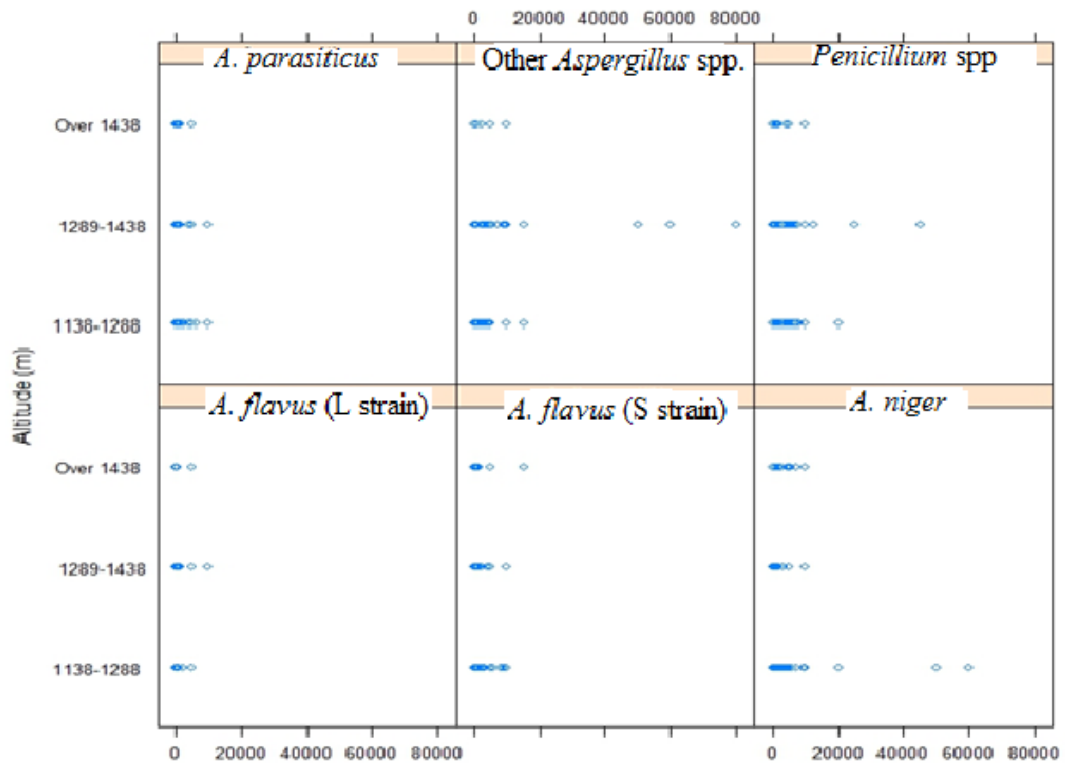 0 20000 40000 60000 80000
A. parasiticus Other Aspergillus spp. Penicillium spp
Over 1438
1289-1438
1138-1288
Altitude (m)
A. flavus (L strain) A. flavus (S strain) A. niger
Over 1438
1289-1438
1138-1288
0 20000 40000 60000 80000 0 20000 40000 60000 80000